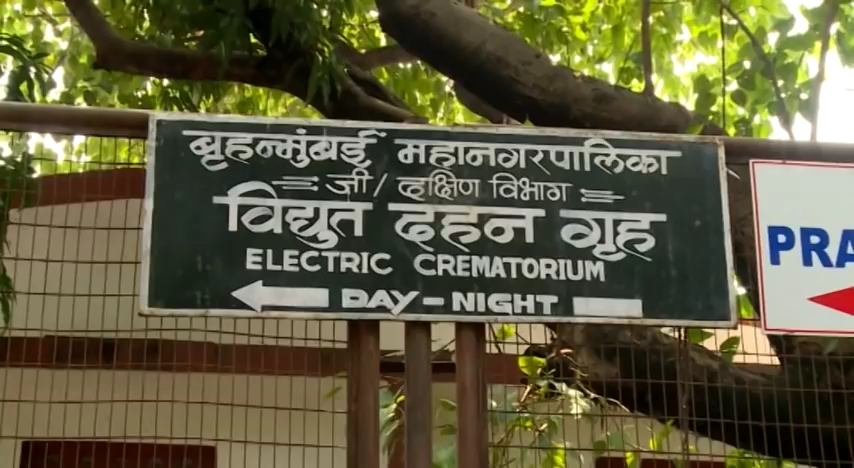 बृहन्मुंबई महानगरपालिका
= जी/दक्षिण विभाग =
विद्युत दहन गृह
ELECTRIC CREMATORIUM
DAY - NIGHT
PRA